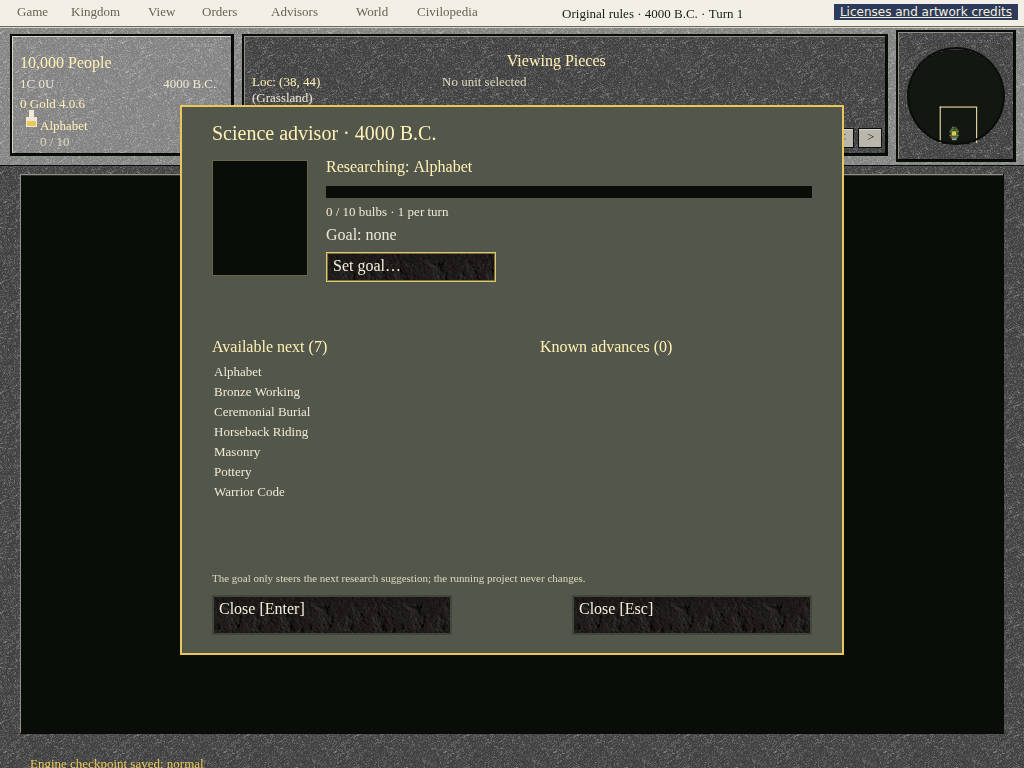 Game Kingdom View Orders Advisors World Civilopedia Original rules · 4000 B.C. · Turn 1 Licenses and artwork credits
10,000 People
1C 0U 4000 B.C.
0 Gold 4.0.6
Alphabet
0 / 10
Viewing Pieces
Loc: (38, 44) No unit selected
(Grassland)
>
Science advisor · 4000 B.C.
Researching: Alphabet
0 / 10 bulbs · 1 per turn
Goal: none
Set goal…
Available next (7)
Alphabet
Bronze Working
Ceremonial Burial
Horseback Riding
Masonry
Pottery
Warrior Code
Known advances (0)
The goal only steers the next research suggestion; the running project never changes.
Close [Enter] Close [Esc]
Engine checkpoint saved: normal